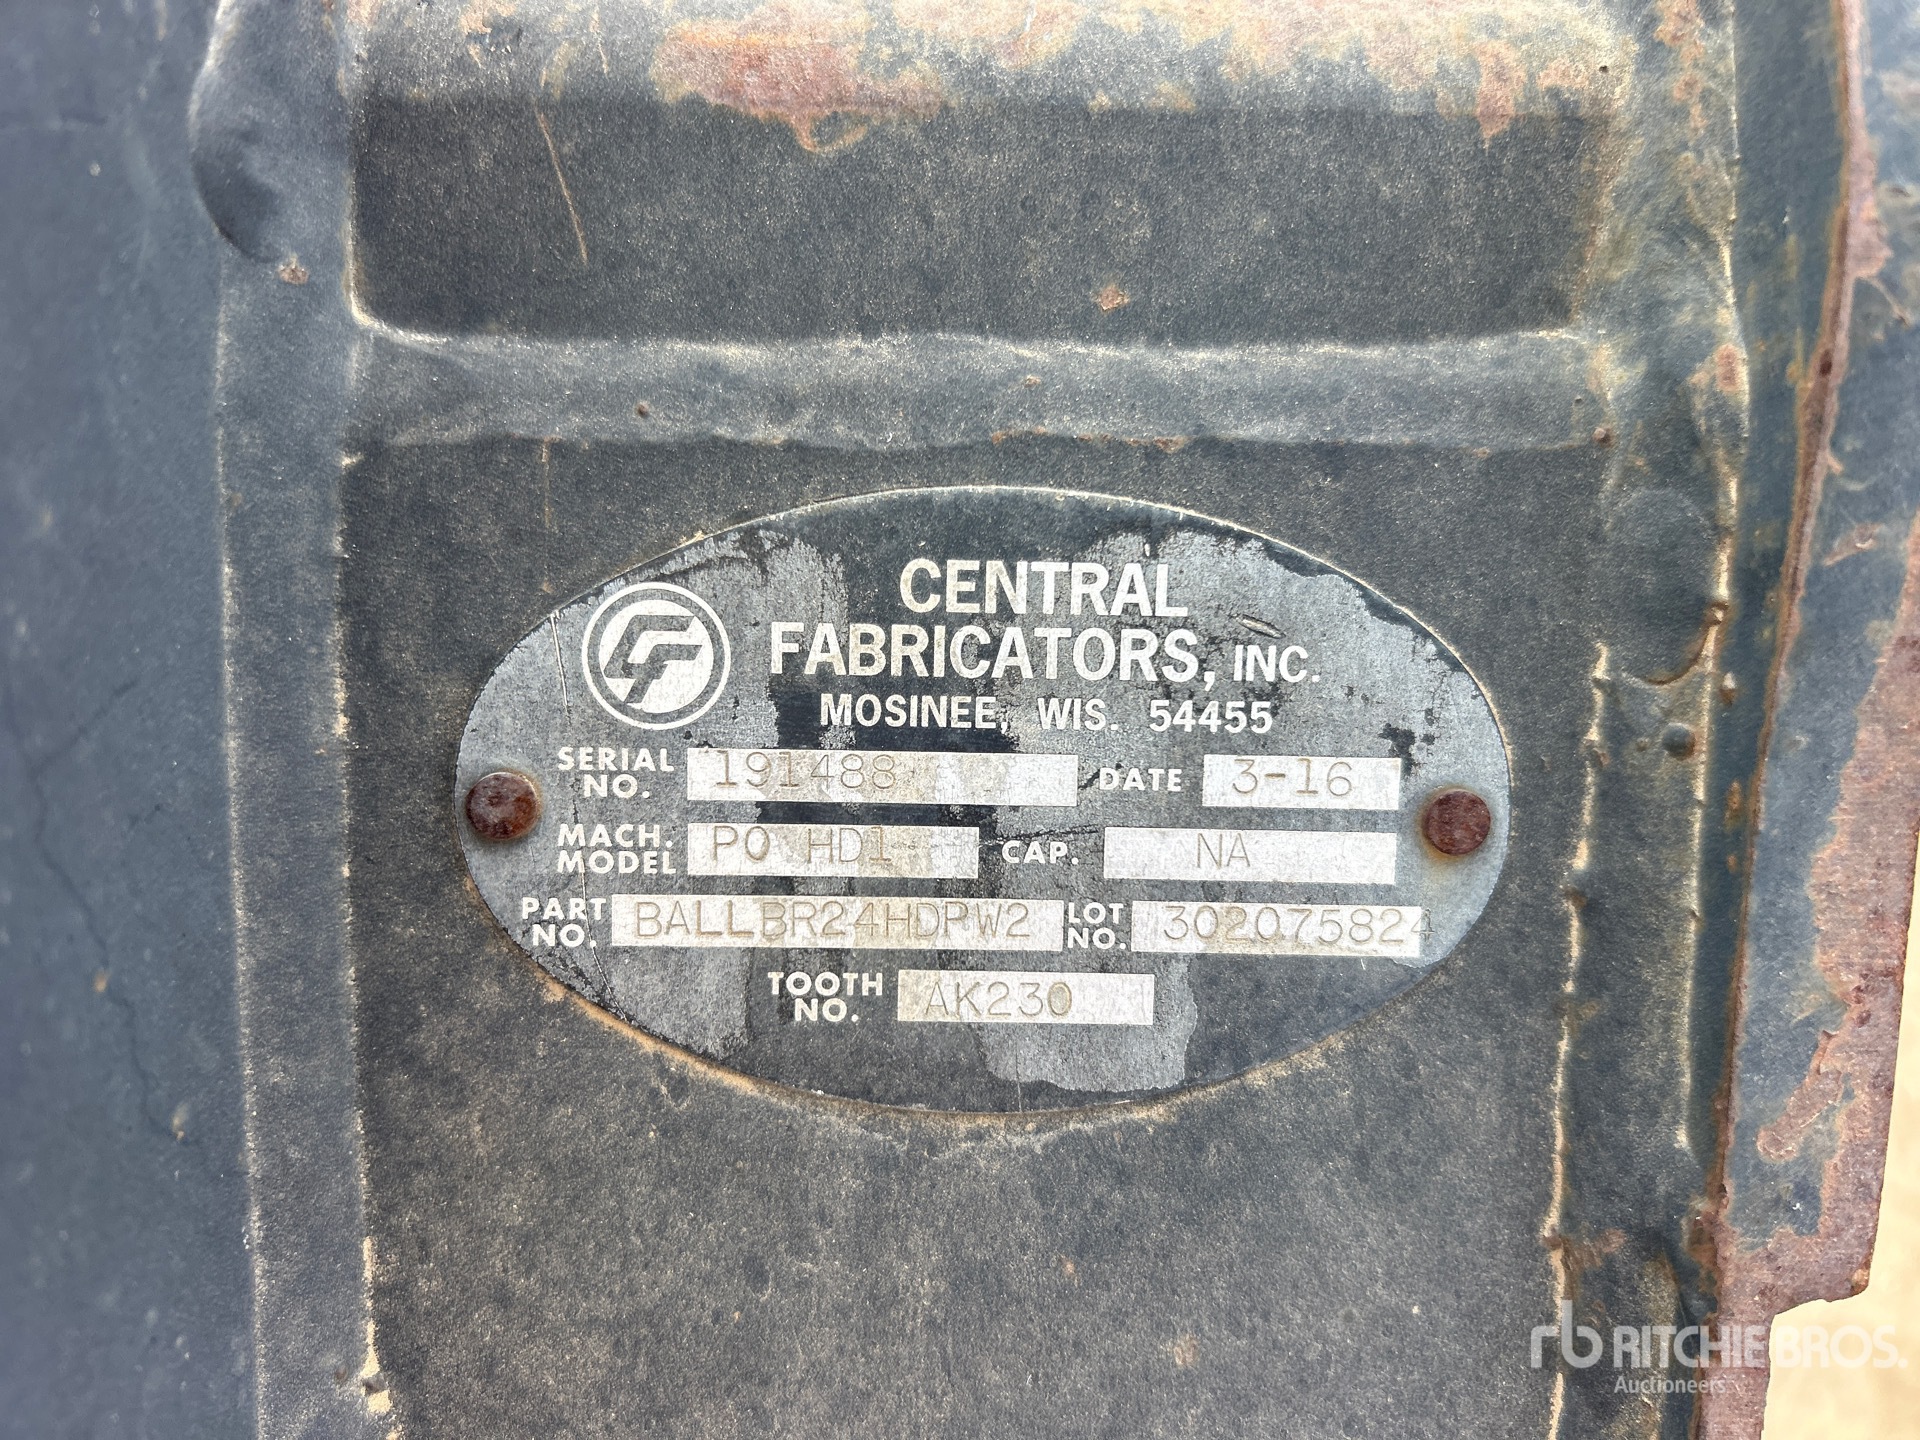 CENTRAL
FABRICATORS, INC.
MOSINEE, WIS. 54455
SERIAL NO. 191488 DATE 3-16
MACH. MODEL PO HD1 CAP. NA
PART NO. BALLBR24HDPW2 LOT NO. 302075824
TOOTH NO. AK230
rb RITCHIE BROS.
Auctioneers